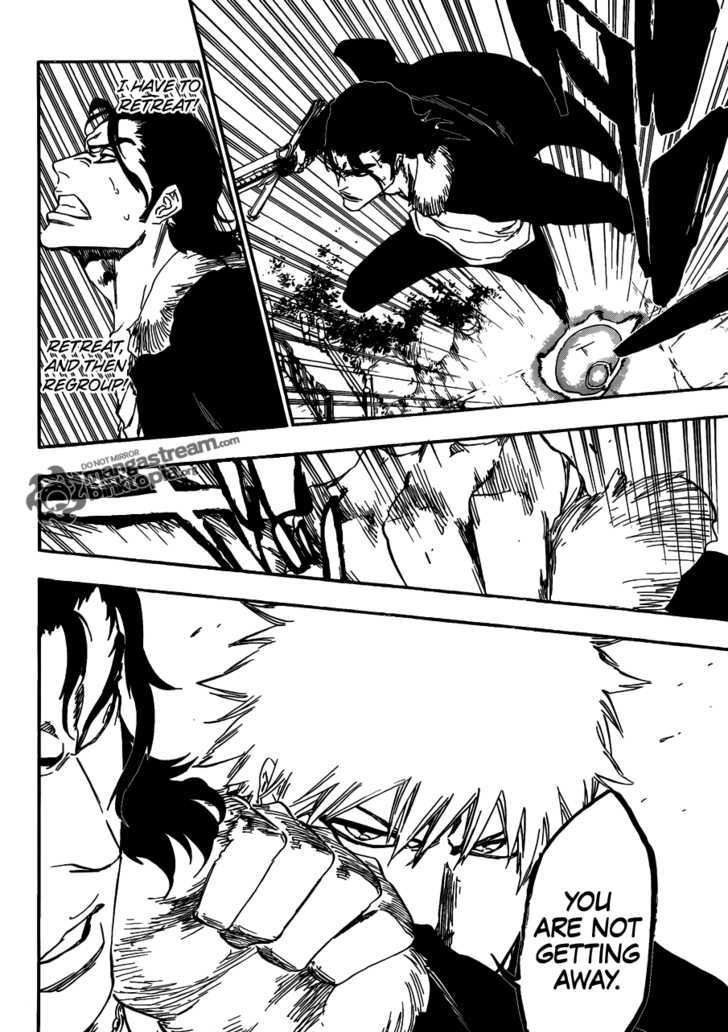 I HAVE TO
RETREAT!
RETREAT
AND THEN
REGROUP!
DO NOT MIRROR
mangastream.com
YOU
ARE NOT
GETTING
AWAY.